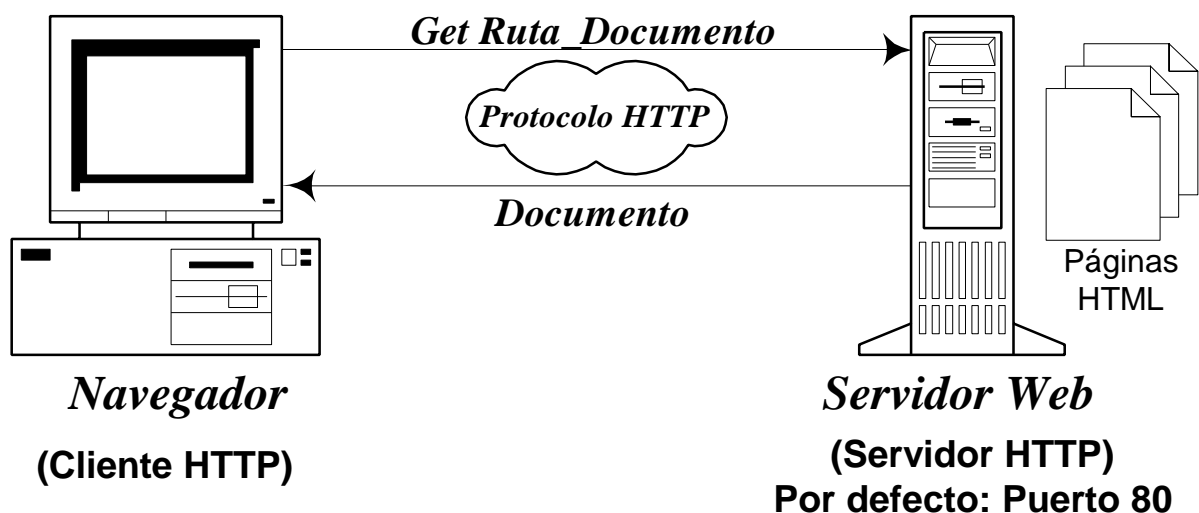 Get Ruta_Documento
Protocolo HTTP
Documento
Páginas
HTML
Navegador
(Cliente HTTP)
Servidor Web
(Servidor HTTP)
Por defecto: Puerto 80